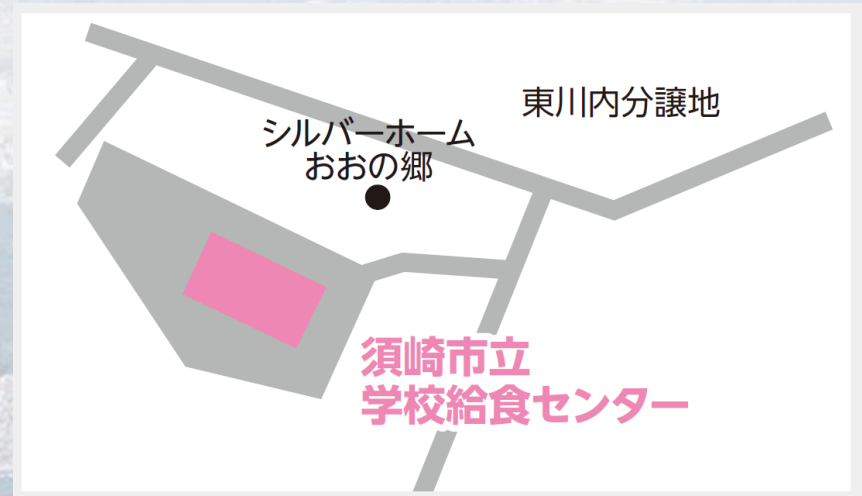 東川内分譲地
シルバーホーム
おおの郷
須崎市立
学校給食センター